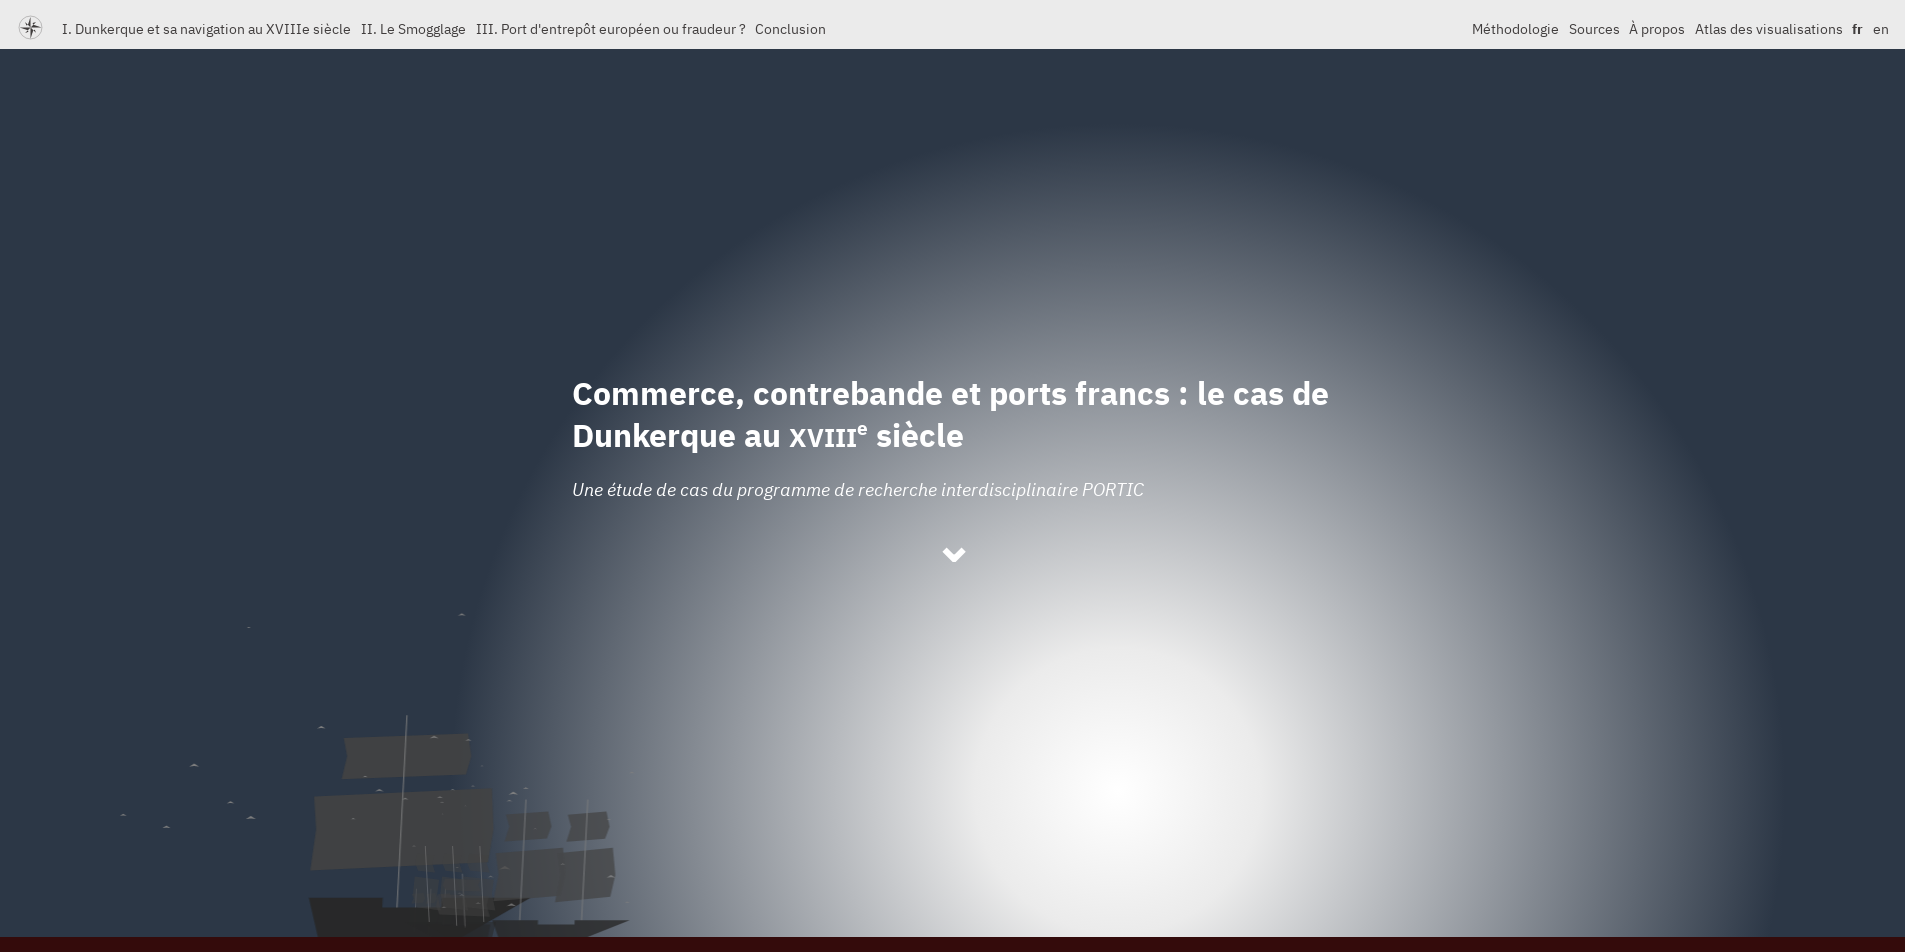 I. Dunkerque et sa navigation au XVIIIe siècle II. Le Smogglage III. Port d'entrepôt européen ou fraudeur ? Conclusion
Méthodologie Sources À propos Atlas des visualisations fr en
Commerce, contrebande et ports francs : le cas de
Dunkerque au XVIIIe siècle
Une étude de cas du programme de recherche interdisciplinaire PORTIC